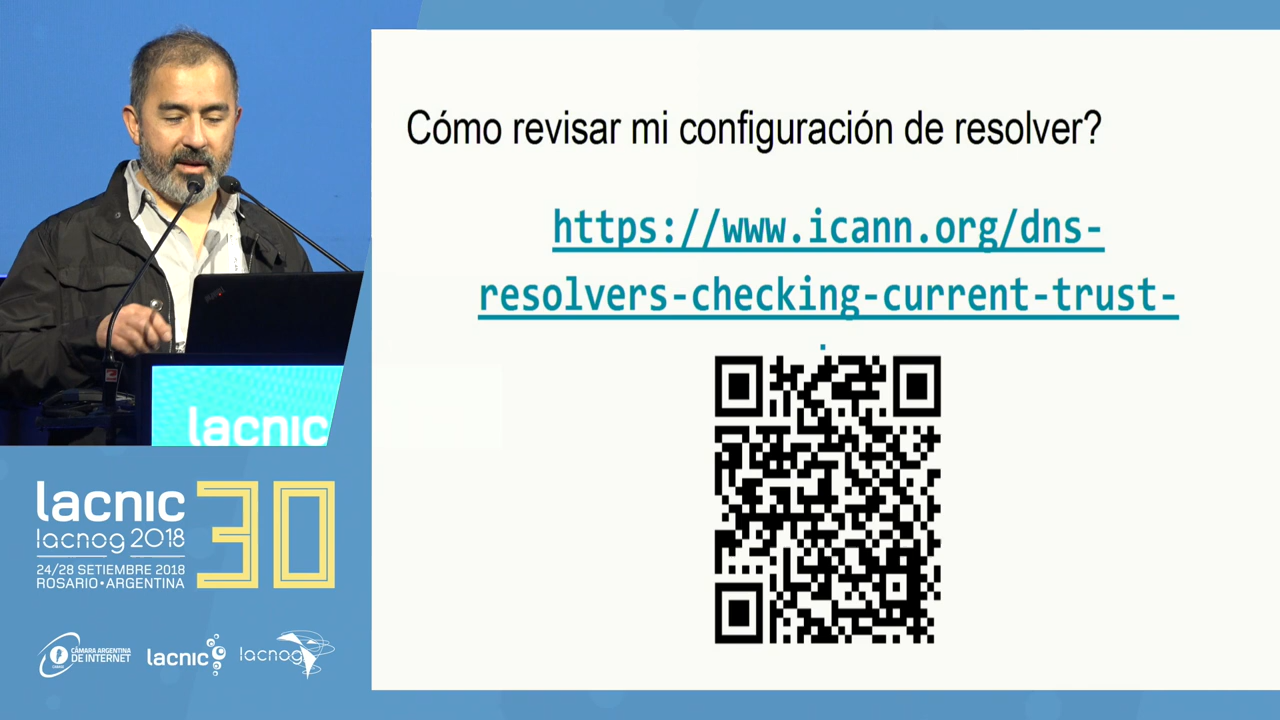 Cómo revisar mi configuración de resolver?
https://www.icann.org/dns-
resolvers-checking-current-trust-
lacnic
lacnic 30
lacnog 2018
24/28 SETIEMBRE 2018
ROSARIO•ARGENTINA
CÁMARA ARGENTINA
DE INTERNET
lacnic
lacnog